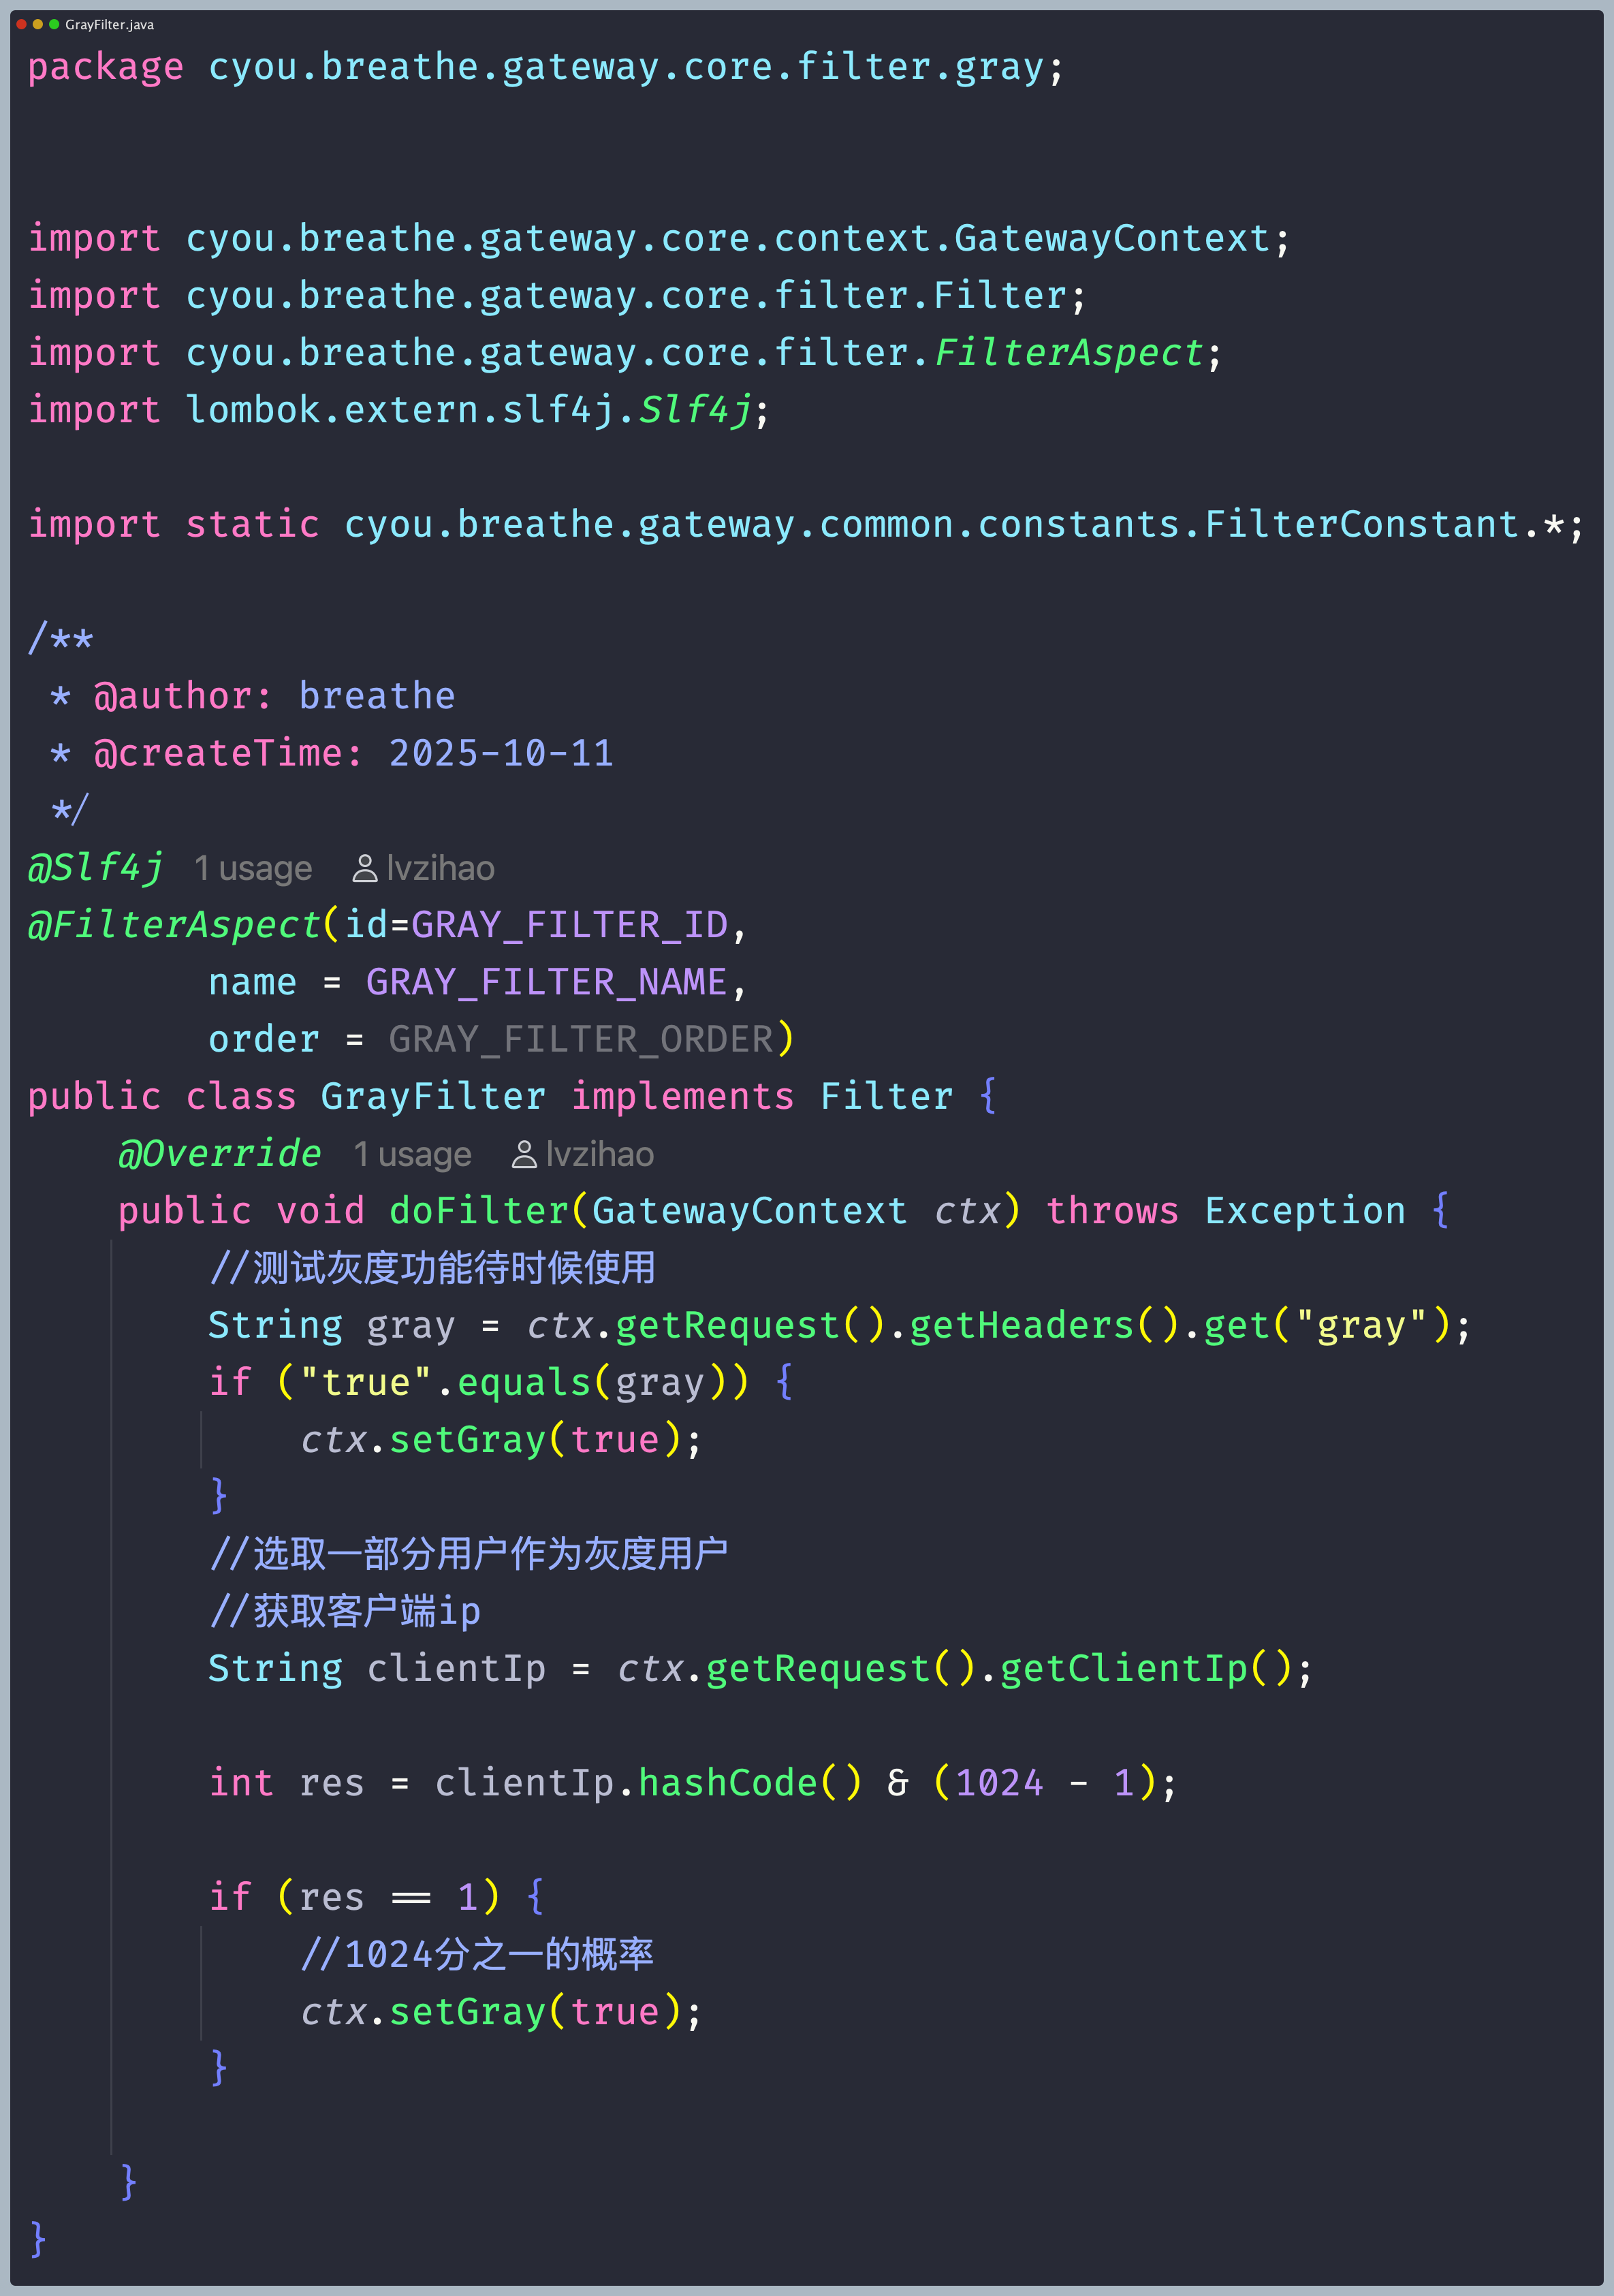 GrayFilter.java
package cyou.breathe.gateway.core.filter.gray;
import cyou.breathe.gateway.core.context.GatewayContext;
import cyou.breathe.gateway.core.filter.Filter;
import cyou.breathe.gateway.core.filter.FilterAspect;
import lombok.extern.slf4j.Slf4j;
import static cyou.breathe.gateway.common.constants.FilterConstant.*;
/**
 * @author: breathe
 * @createTime: 2025-10-11
 */
@Slf4j 1 usage lvzihao
@FilterAspect(id=GRAY_FILTER_ID,
        name = GRAY_FILTER_NAME,
        order = GRAY_FILTER_ORDER)
public class GrayFilter implements Filter {
    @Override 1 usage lvzihao
    public void doFilter(GatewayContext ctx) throws Exception {
        //测试灰度功能待时候使用
        String gray = ctx.getRequest().getHeaders().get("gray");
        if ("true".equals(gray)) {
            ctx.setGray(true);
        }
        //选取一部分用户作为灰度用户
        //获取客户端ip
        String clientIp = ctx.getRequest().getClientIp();
        int res = clientIp.hashCode() & (1024 - 1);
        if (res == 1) {
            //1024分之一的概率
            ctx.setGray(true);
        }
    }
}